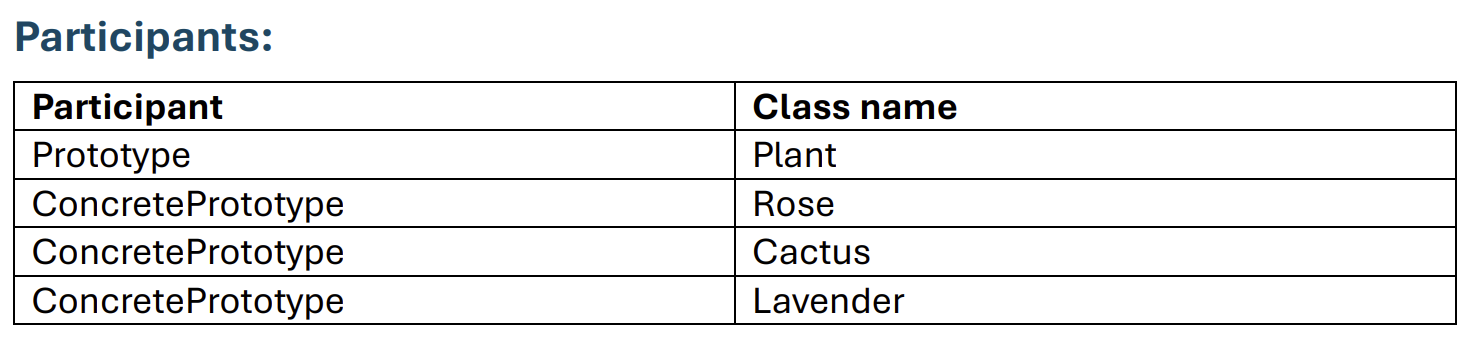 Participants:
Participant Class name
Prototype Plant
ConcretePrototype Rose
ConcretePrototype Cactus
ConcretePrototype Lavender